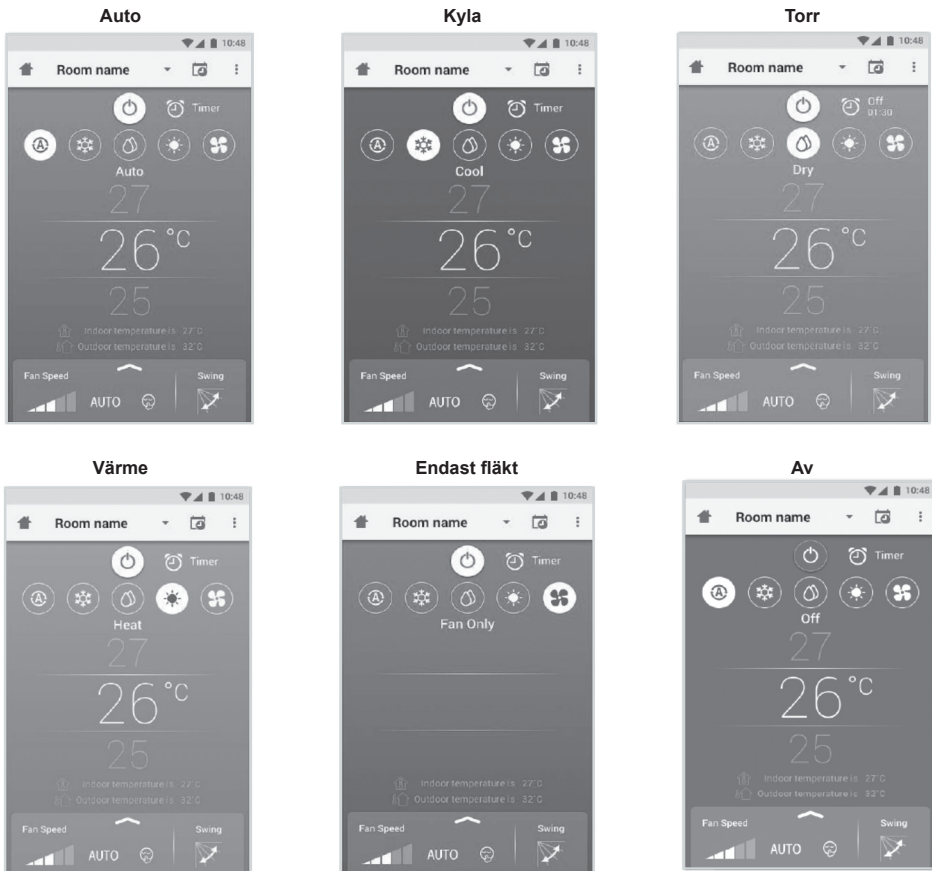 Auto
10:48
Room name
Timer
Auto
27
26°C
25
Indoor temperature is 27°C
Outdoor temperature is 32°C
Fan Speed Swing
AUTO
Kyla
10:48
Room name
Timer
Cool
27
26°C
25
Indoor temperature is 27°C
Outdoor temperature is 32°C
Fan Speed Swing
AUTO
Torr
10:48
Room name
Off
01:30
Dry
27
26°C
25
Indoor temperature is 27°C
Outdoor temperature is 32°C
Fan Speed Swing
AUTO
Värme
10:48
Room name
Timer
Heat
27
26°C
25
Indoor temperature is 27°C
Outdoor temperature is 32°C
Fan Speed Swing
AUTO
Endast fläkt
10:48
Room name
Timer
Fan Only
Indoor temperature is 27°C
Outdoor temperature is 32°C
Fan Speed Swing
AUTO
Av
10:48
Room name
Timer
Off
27
26°C
25
Indoor temperature is 27°C
Outdoor temperature is 32°C
Fan Speed Swing
AUTO